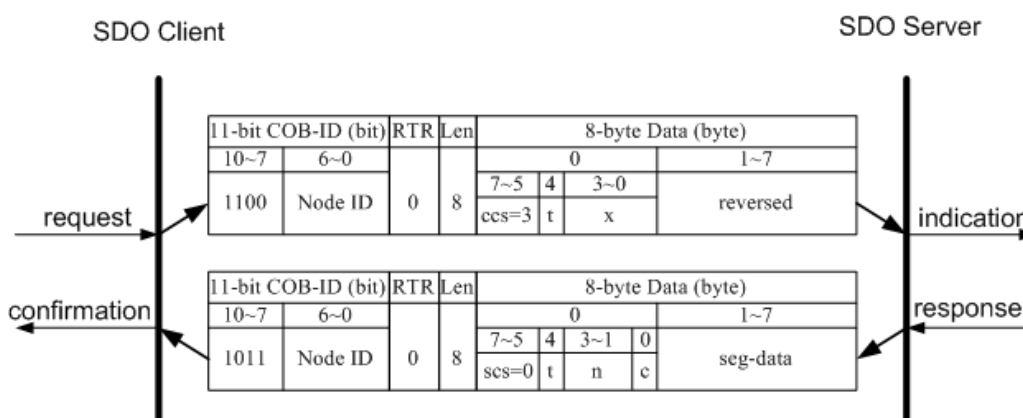 SDO Client
SDO Server
11-bit COB-ID (bit) RTR Len 8-byte Data (byte)
10~7 6~0 0 1~7
7~5 4 3~0
1100 Node ID 0 8 reversed
ccs=3 t x
request
indication
11-bit COB-ID (bit) RTR Len 8-byte Data (byte)
10~7 6~0 0 1~7
confirmation
response
7~5 4 3~1 0
1011 Node ID 0 8 seg-data
scs=0 t n c